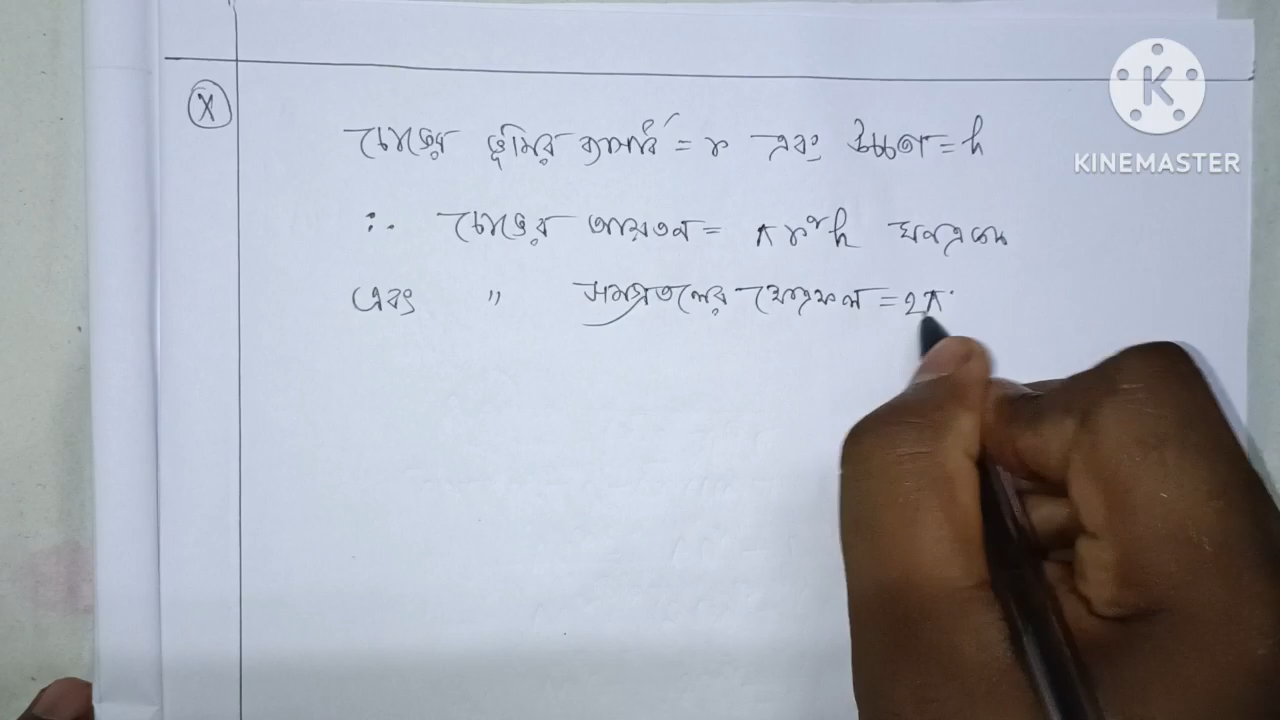 X
চোঙের ভূমির ব্যাসার্ধ = r এবং উচ্চতা = h
∴ চোঙের আয়তন = πr²h ঘনএকক
এবং " সমগ্রতলের ক্ষেত্রফল = 2π
K
KINEMASTER